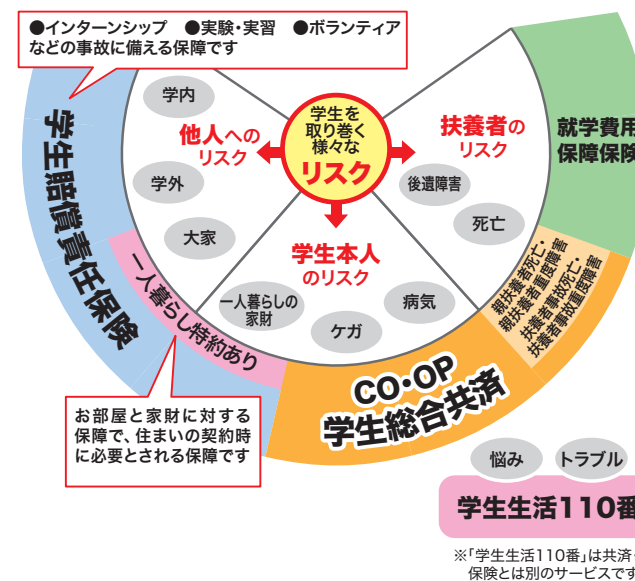 ●インターンシップ ●実験・実習 ●ボランティア
などの事故に備える保障です
学生を
取り巻く
様々な
リスク
他人への
リスク
学内
学外
大家
扶養者の
リスク
後遺障害
死亡
学生本人
のリスク
一人暮らしの
家財
ケガ
病気
学生賠償責任保険
一人暮らし特約あり
お部屋と家財に対する
保障で、住まいの契約時
に必要とされる保障です
CO・OP
学生総合共済
親扶養者死亡・
親扶養者重度障害
扶養者事故死亡・
扶養者事故重度障害
就学費用
保障保険
悩み
トラブル
学生生活110番
※「学生生活110番」は共済・
保険とは別のサービスです